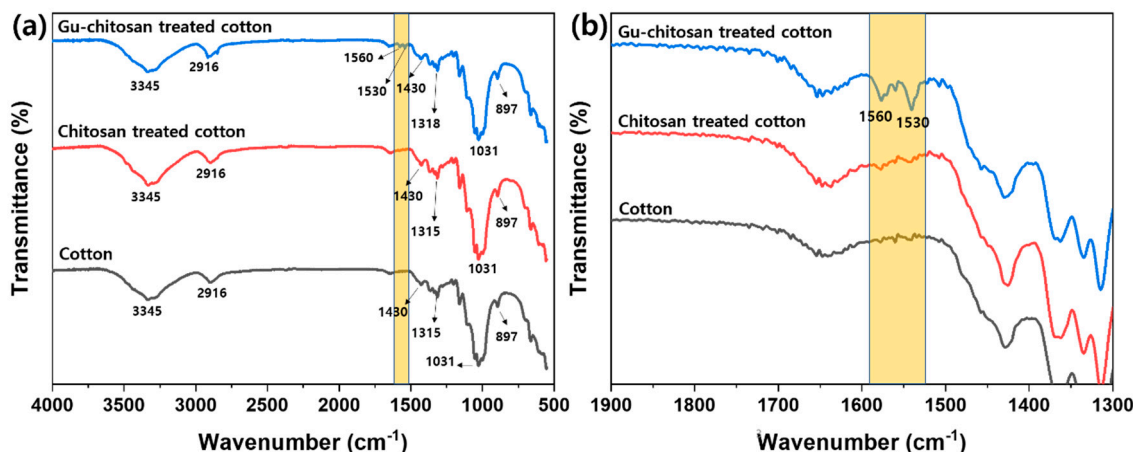 (a)
Gu-chitosan treated cotton
3345
2916
1560
1530
1430
1318
1031
897
Chitosan treated cotton
3345
2916
1430
1315
1031
897
Cotton
3345
2916
1430
1315
1031
897
Transmittance (%)
4000 3500 3000 2500 2000 1500 1000 500
Wavenumber (cm⁻¹)
(b)
Gu-chitosan treated cotton
1560 1530
Chitosan treated cotton
Cotton
Transmittance (%)
1900 1800 1700 1600 1500 1400 1300
Wavenumber (cm⁻¹)